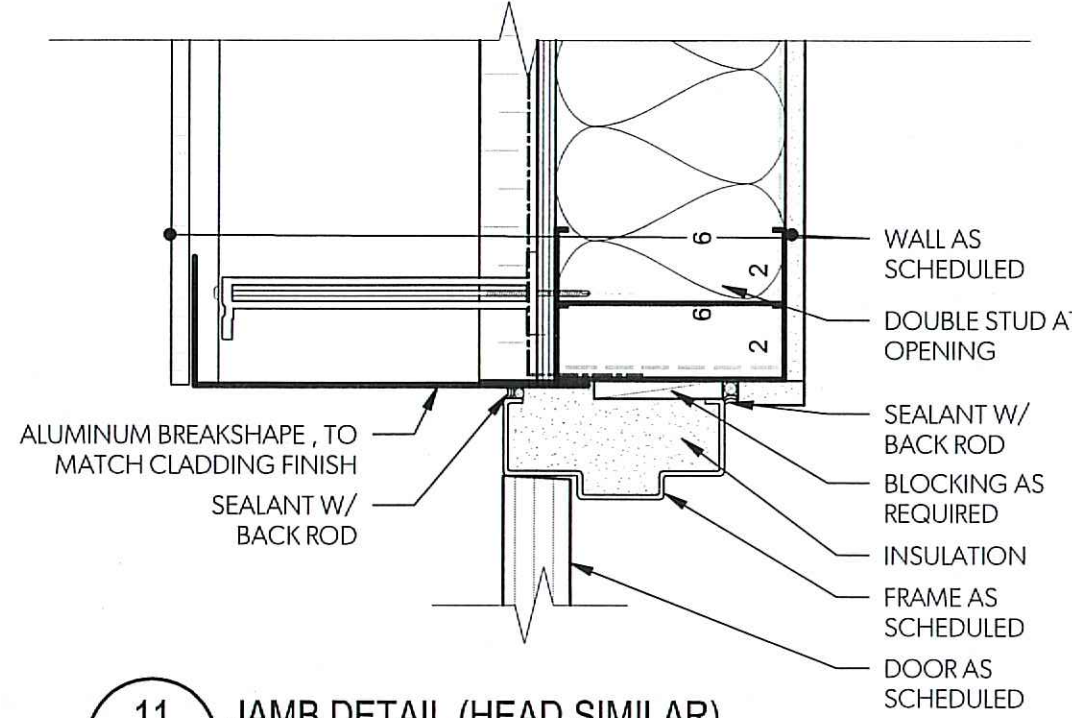 6
2
6
2
WALL AS
SCHEDULED
DOUBLE STUD AT
OPENING
SEALANT W/
BACK ROD
BLOCKING AS
REQUIRED
INSULATION
FRAME AS
SCHEDULED
DOOR AS
SCHEDULED
ALUMINUM BREAKSHAPE , TO
MATCH CLADDING FINISH
SEALANT W/
BACK ROD
11
JAMB DETAIL (HEAD SIMILAR)